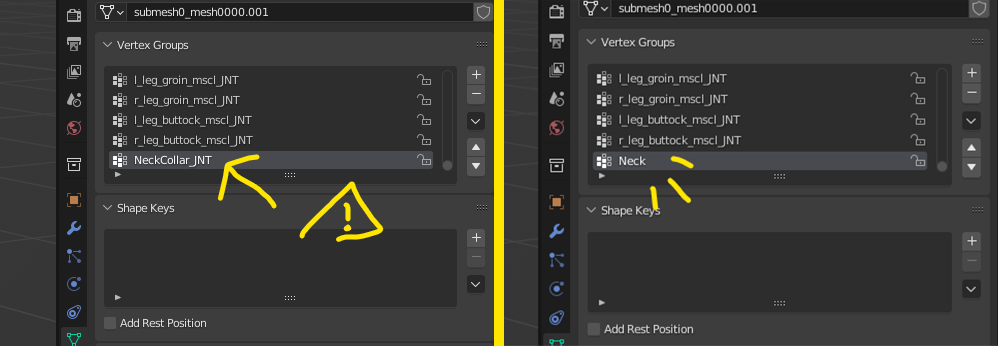 submesh0_mesh0000.001
Vertex Groups
l_leg_groin_mscl_JNT
r_leg_groin_mscl_JNT
l_leg_buttock_mscl_JNT
r_leg_buttock_mscl_JNT
NeckCollar_JNT
!
Shape Keys
Add Rest Position
submesh0_mesh0000.001
Vertex Groups
l_leg_groin_mscl_JNT
r_leg_groin_mscl_JNT
l_leg_buttock_mscl_JNT
r_leg_buttock_mscl_JNT
Neck
Shape Keys
Add Rest Position